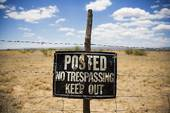 POSTED
NO TRESPASSING
KEEP OUT